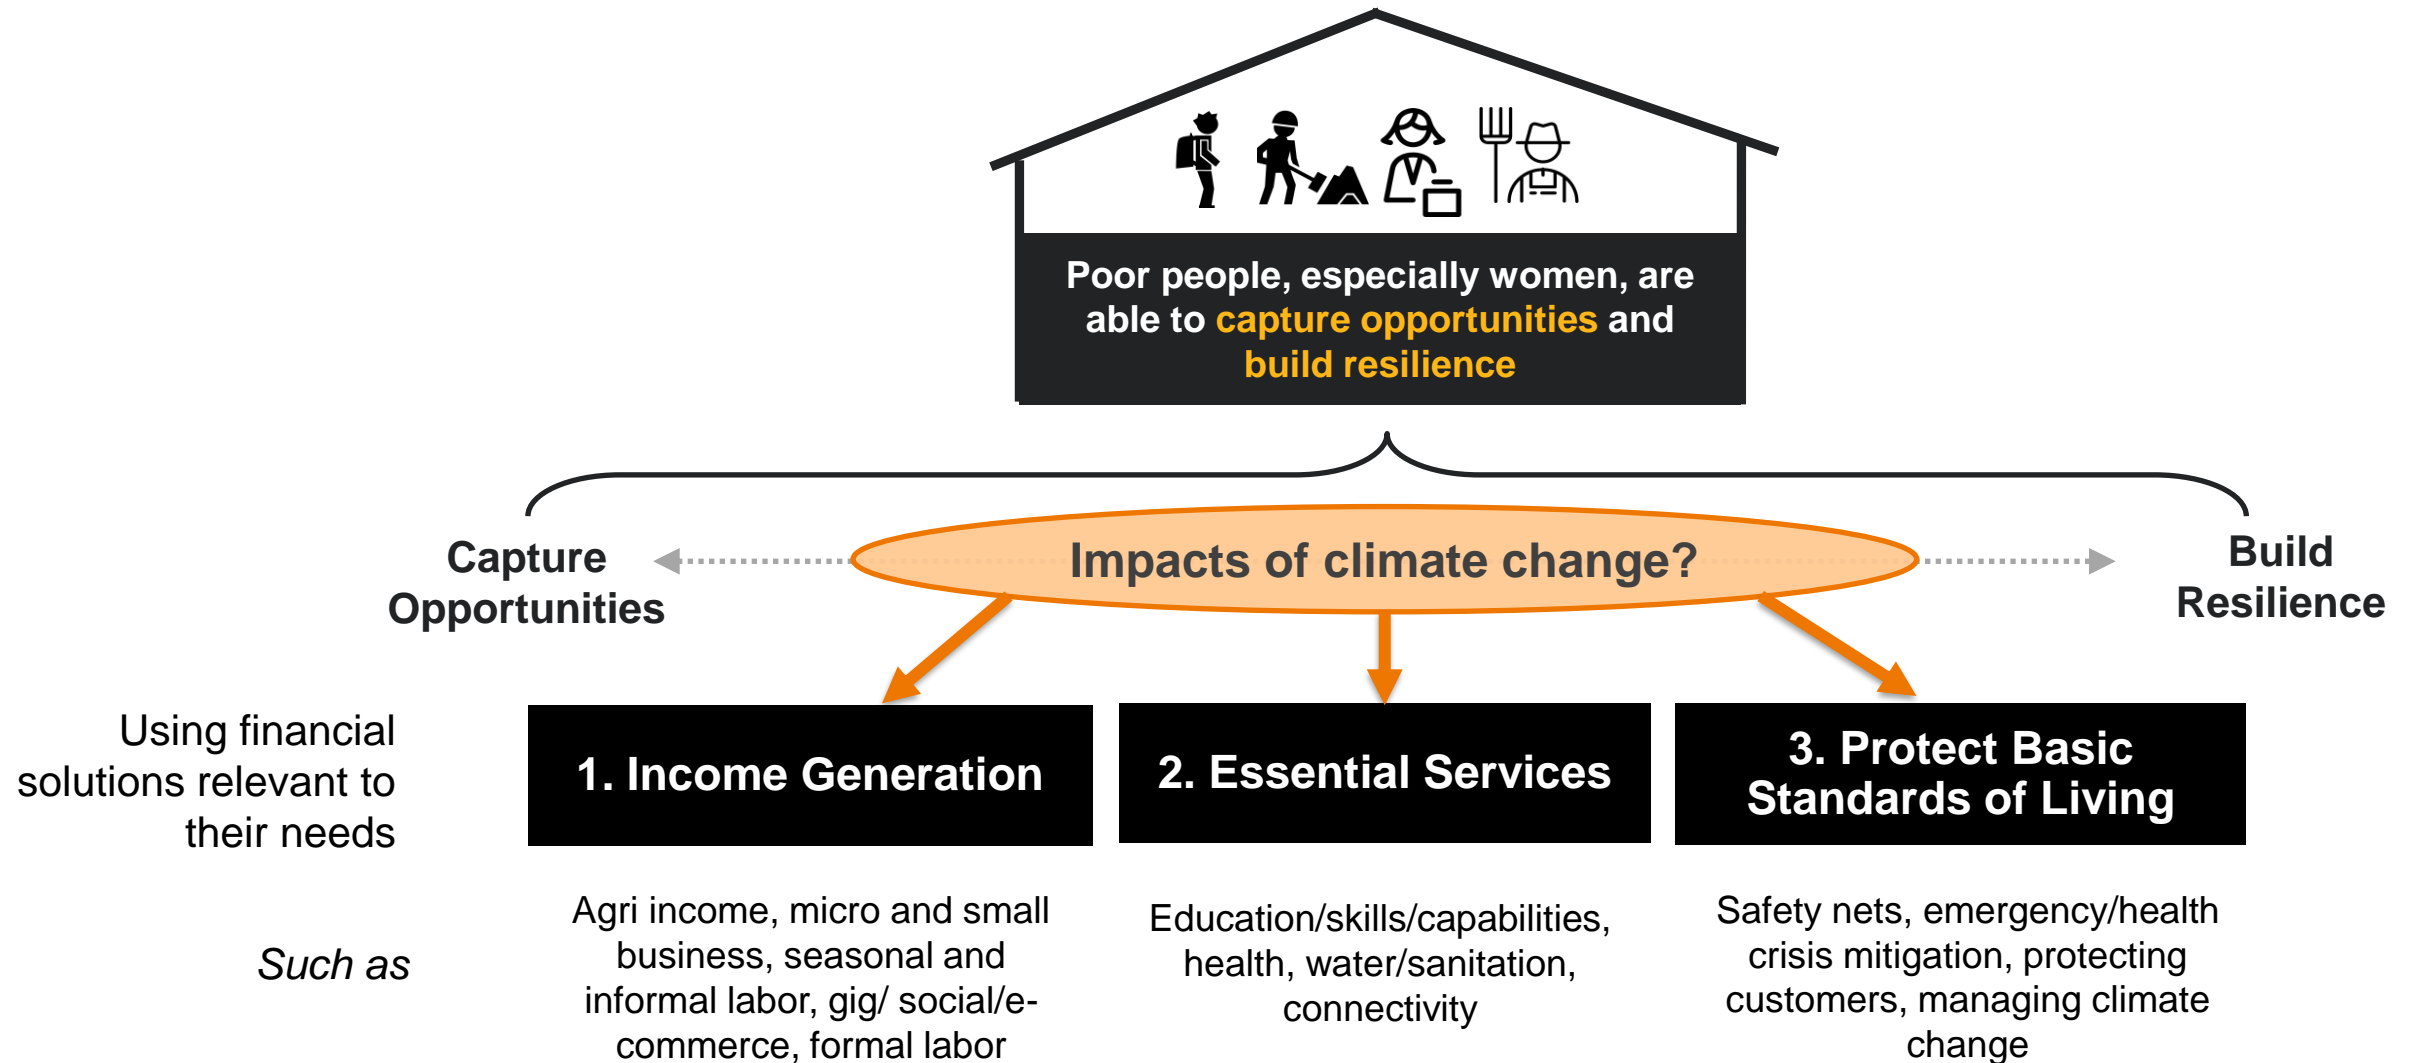 Poor people, especially women, are
able to capture opportunities and
build resilience
Impacts of climate change?
Capture
Opportunities
Build
Resilience
Using financial
solutions relevant to
their needs
1. Income Generation
2. Essential Services
3. Protect Basic
Standards of Living
Such as
Agri income, micro and small
business, seasonal and
informal labor, gig/ social/e-
commerce, formal labor
Education/skills/capabilities,
health, water/sanitation,
connectivity
Safety nets, emergency/health
crisis mitigation, protecting
customers, managing climate
change